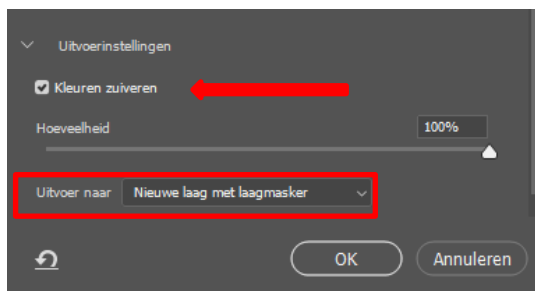 Uitvoerinstellingen
Kleuren zuiveren
Hoeveelheid 100%
Uitvoer naar Nieuwe laag met laagmasker
OK Annuleren